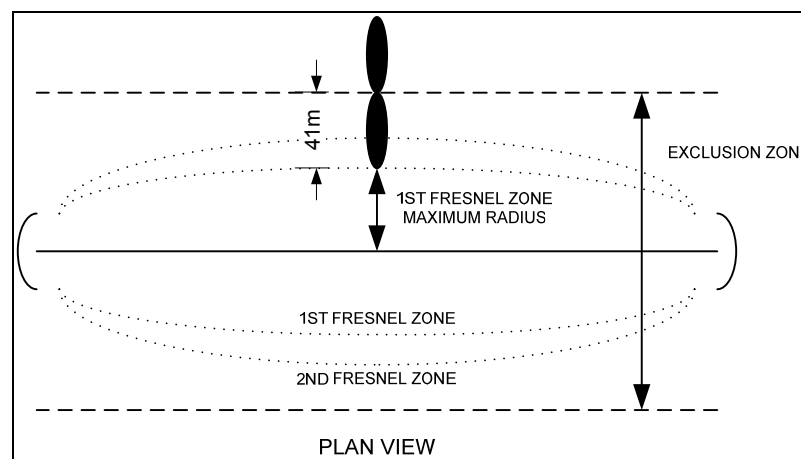 41m
EXCLUSION ZON
1ST FRESNEL ZONE
MAXIMUM RADIUS
1ST FRESNEL ZONE
2ND FRESNEL ZONE
PLAN VIEW